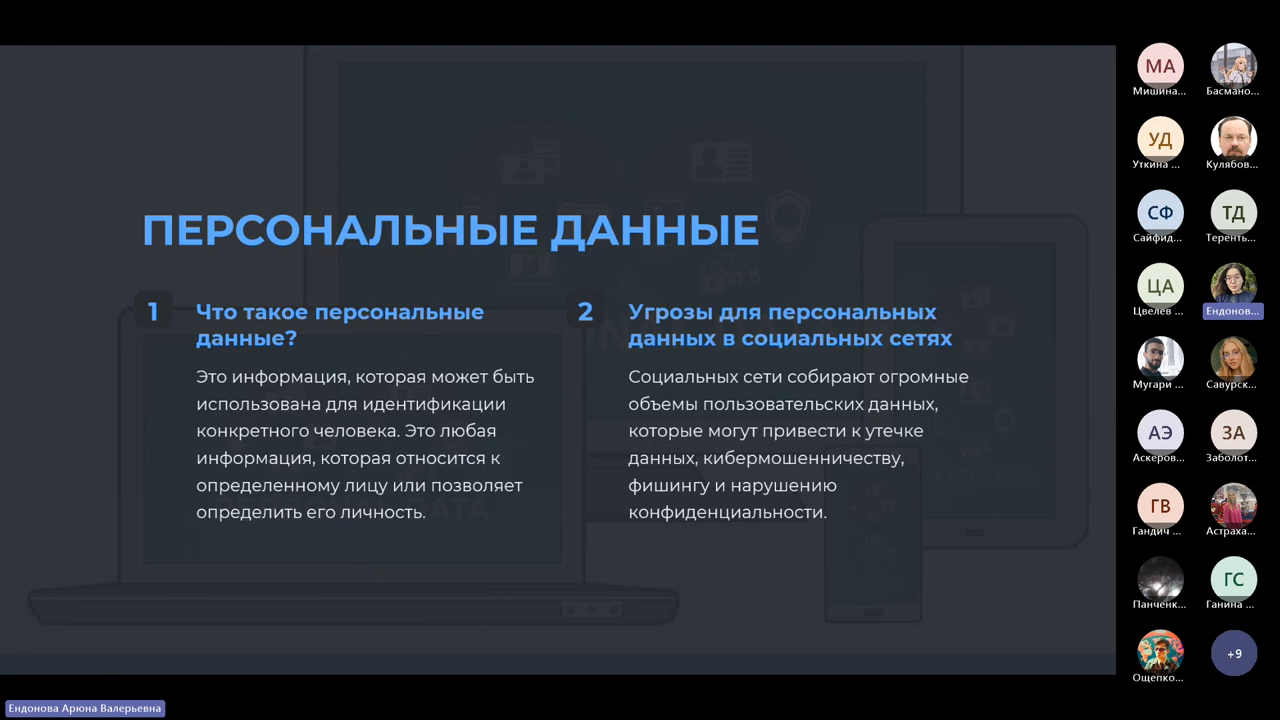 ПЕРСОНАЛЬНЫЕ ДАННЫЕ
1
Что такое персональные
данные?
Это информация, которая может быть
использована для идентификации
конкретного человека. Это любая
информация, которая относится к
определенному лицу или позволяет
определить его личность.
2
Угрозы для персональных
данных в социальных сетях
Социальных сети собирают огромные
объемы пользовательских данных,
которые могут привести к утечке
данных, кибермошенничеству,
фишингу и нарушению
конфиденциальности.
МА
Мишина...
Басмано...
УД
Уткина ...
Кулябов...
СФ
Сайфид...
ТД
Теренть...
ЦА
Цвелев ...
Ендонов...
Мугари ...
Савурск...
АЭ
Аскеров...
ЗА
Заболот...
ГВ
Гандич ...
Астраха...
Панченк...
ГС
Ганина ...
Ощепко...
+9
Ендонова Арюна Валерьевна